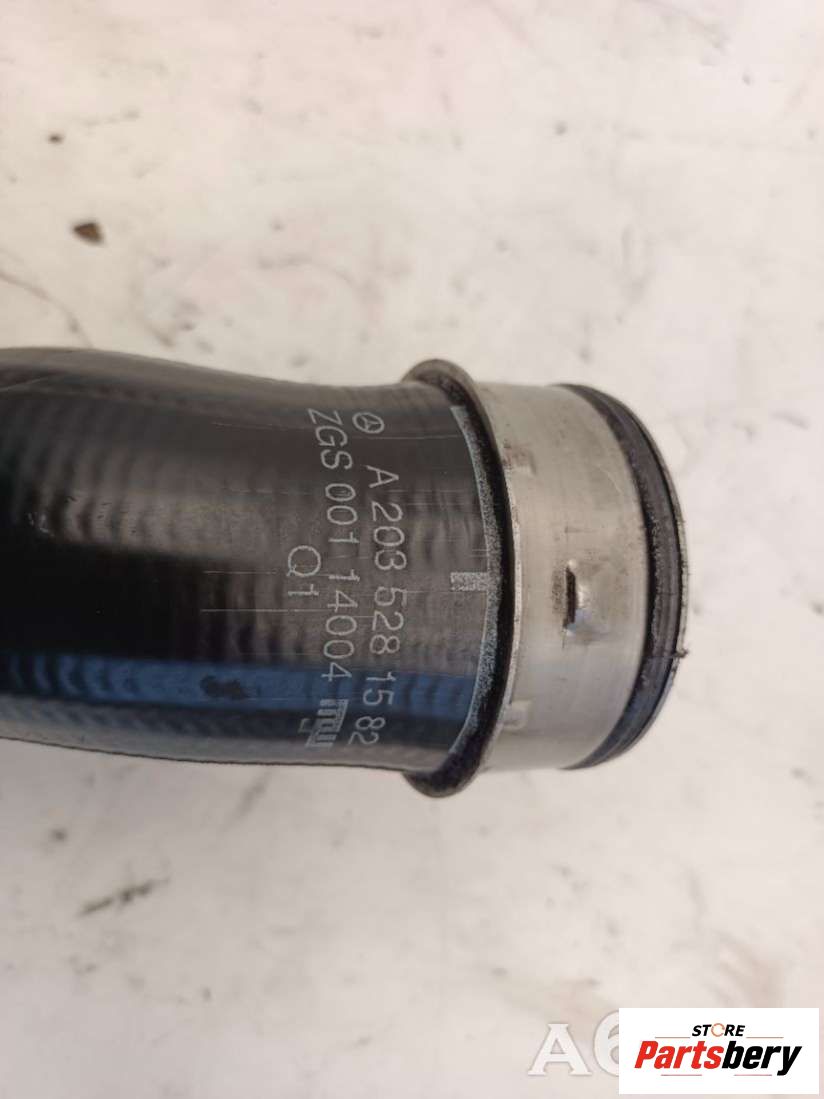 A 203 528 15 82
ZGS 001 14004
Q1
STORE
Partsbery